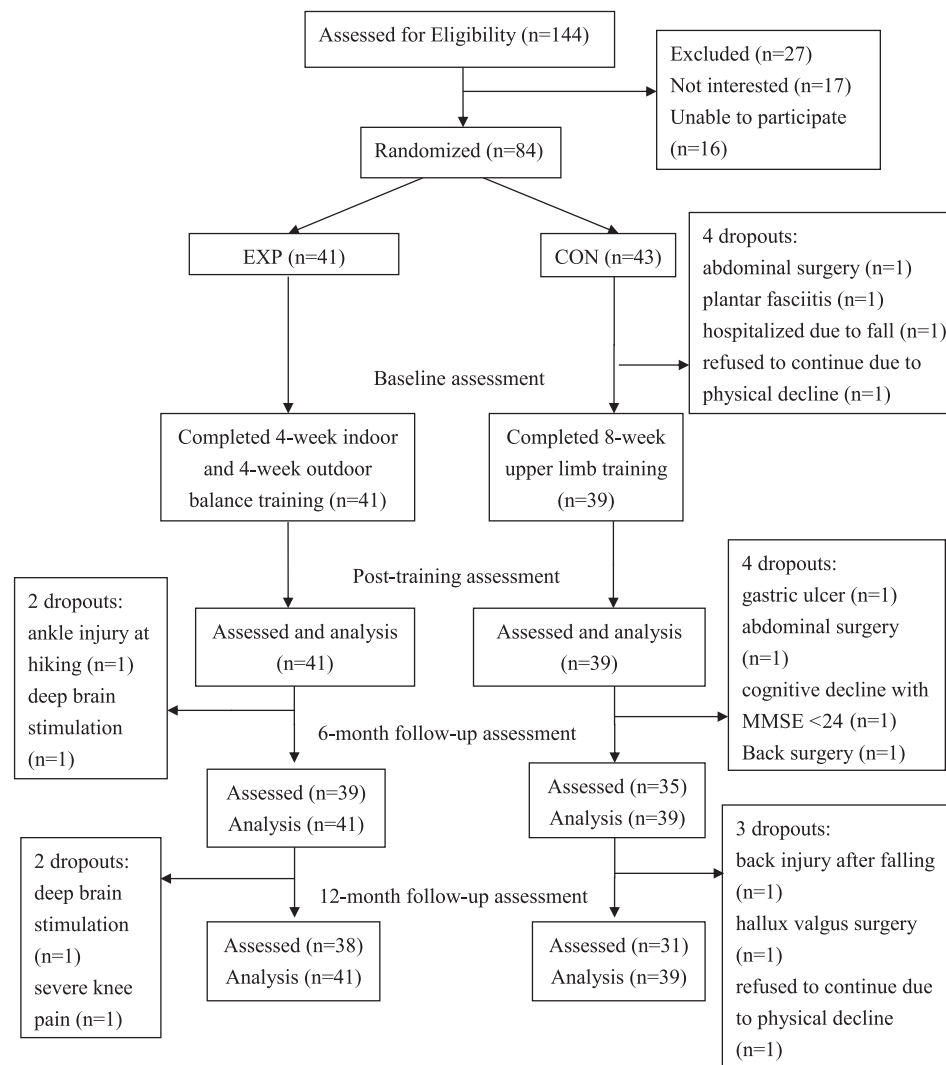 Assessed for Eligibility (n=144)
Excluded (n=27)
Not interested (n=17)
Unable to participate
(n=16)
Randomized (n=84)
EXP (n=41)
CON (n=43)
4 dropouts:
abdominal surgery (n=1)
plantar fasciitis (n=1)
hospitalized due to fall (n=1)
refused to continue due to
physical decline (n=1)
Baseline assessment
Completed 4-week indoor
and 4-week outdoor
balance training (n=41)
Completed 8-week
upper limb training
(n=39)
Post-training assessment
2 dropouts:
ankle injury at
hiking (n=1)
deep brain
stimulation
(n=1)
Assessed and analysis
(n=41)
Assessed and analysis
(n=39)
4 dropouts:
gastric ulcer (n=1)
abdominal surgery
(n=1)
cognitive decline with
MMSE <24 (n=1)
Back surgery (n=1)
6-month follow-up assessment
Assessed (n=39)
Analysis (n=41)
Assessed (n=35)
Analysis (n=39)
2 dropouts:
deep brain
stimulation
(n=1)
severe knee
pain (n=1)
3 dropouts:
back injury after falling
(n=1)
hallux valgus surgery
(n=1)
refused to continue due
to physical decline
(n=1)
12-month follow-up assessment
Assessed (n=38)
Analysis (n=41)
Assessed (n=31)
Analysis (n=39)